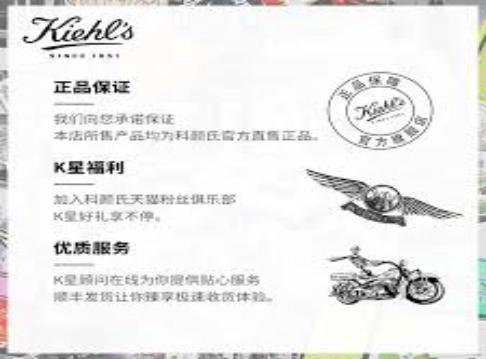 Kiehl's
SINCE 1851
正品保证
我们向您承诺保证
本店所售产品均为科颜氏官方直售正品。
正品保障
Kiehl's
官方旗舰店
K星福利
加入科颜氏天猫粉丝俱乐部
K星好礼享不停。
优质服务
K星顾问在线为你提供贴心服务
顺丰发货让你臻享极速收货体验。